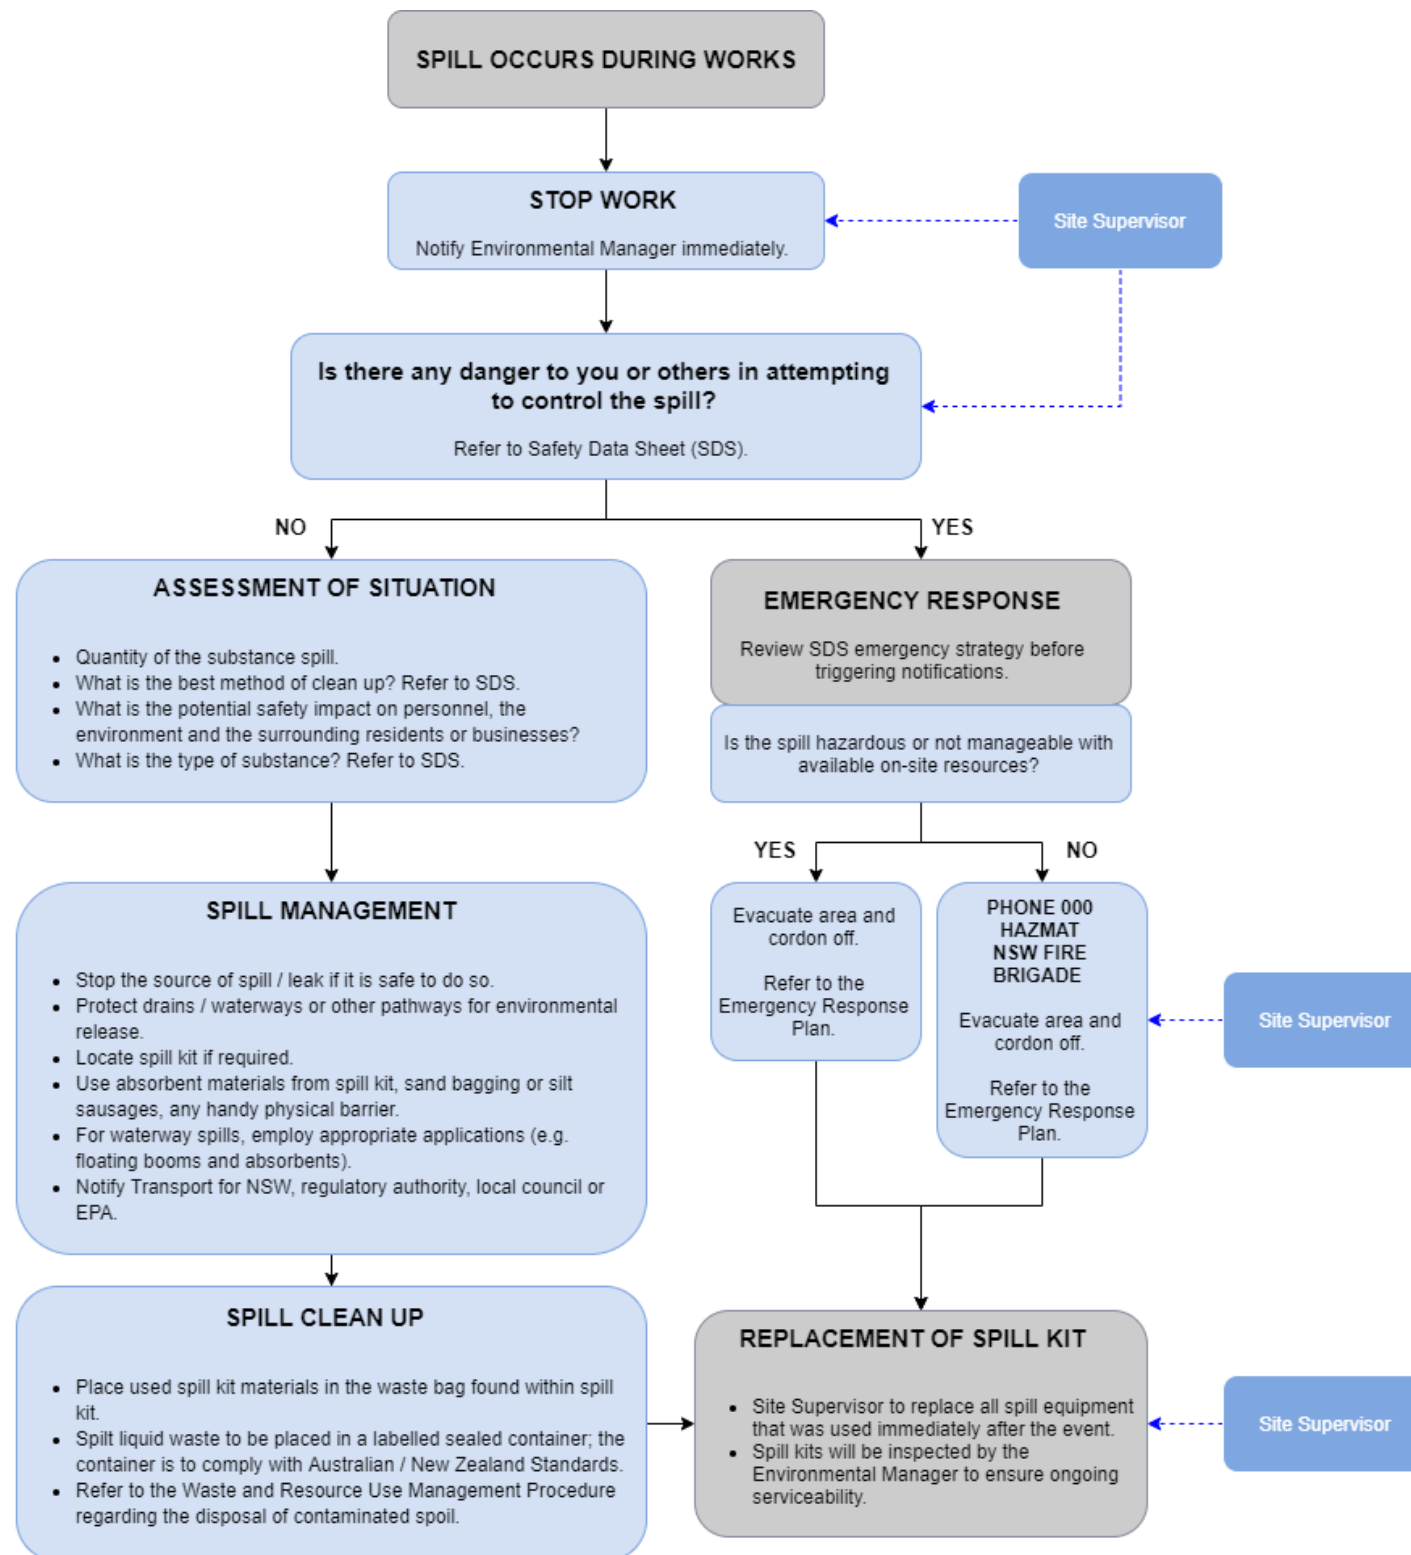 SPILL OCCURS DURING WORKS
STOP WORK
Notify Environmental Manager immediately.
Site Supervisor
Is there any danger to you or others in attempting
to control the spill?
Refer to Safety Data Sheet (SDS).
NO
YES
ASSESSMENT OF SITUATION
• Quantity of the substance spill.
• What is the best method of clean up? Refer to SDS.
• What is the potential safety impact on personnel, the
environment and the surrounding residents or businesses?
• What is the type of substance? Refer to SDS.
EMERGENCY RESPONSE
Review SDS emergency strategy before
triggering notifications.
Is the spill hazardous or not manageable with
available on-site resources?
YES
NO
SPILL MANAGEMENT
• Stop the source of spill / leak if it is safe to do so.
• Protect drains / waterways or other pathways for environmental
release.
• Locate spill kit if required.
• Use absorbent materials from spill kit, sand bagging or silt
sausages, any handy physical barrier.
• For waterway spills, employ appropriate applications (e.g.
floating booms and absorbents).
• Notify Transport for NSW, regulatory authority, local council or
EPA.
Evacuate area and
cordon off.
Refer to the
Emergency Response
Plan.
PHONE 000
HAZMAT
NSW FIRE
BRIGADE
Evacuate area and
cordon off.
Refer to the
Emergency Response
Plan.
Site Supervisor
SPILL CLEAN UP
• Place used spill kit materials in the waste bag found within spill
kit.
• Spilt liquid waste to be placed in a labelled sealed container; the
container is to comply with Australian / New Zealand Standards.
• Refer to the Waste and Resource Use Management Procedure
regarding the disposal of contaminated spoil.
REPLACEMENT OF SPILL KIT
• Site Supervisor to replace all spill equipment
that was used immediately after the event.
• Spill kits will be inspected by the
Environmental Manager to ensure ongoing
serviceability.
Site Supervisor